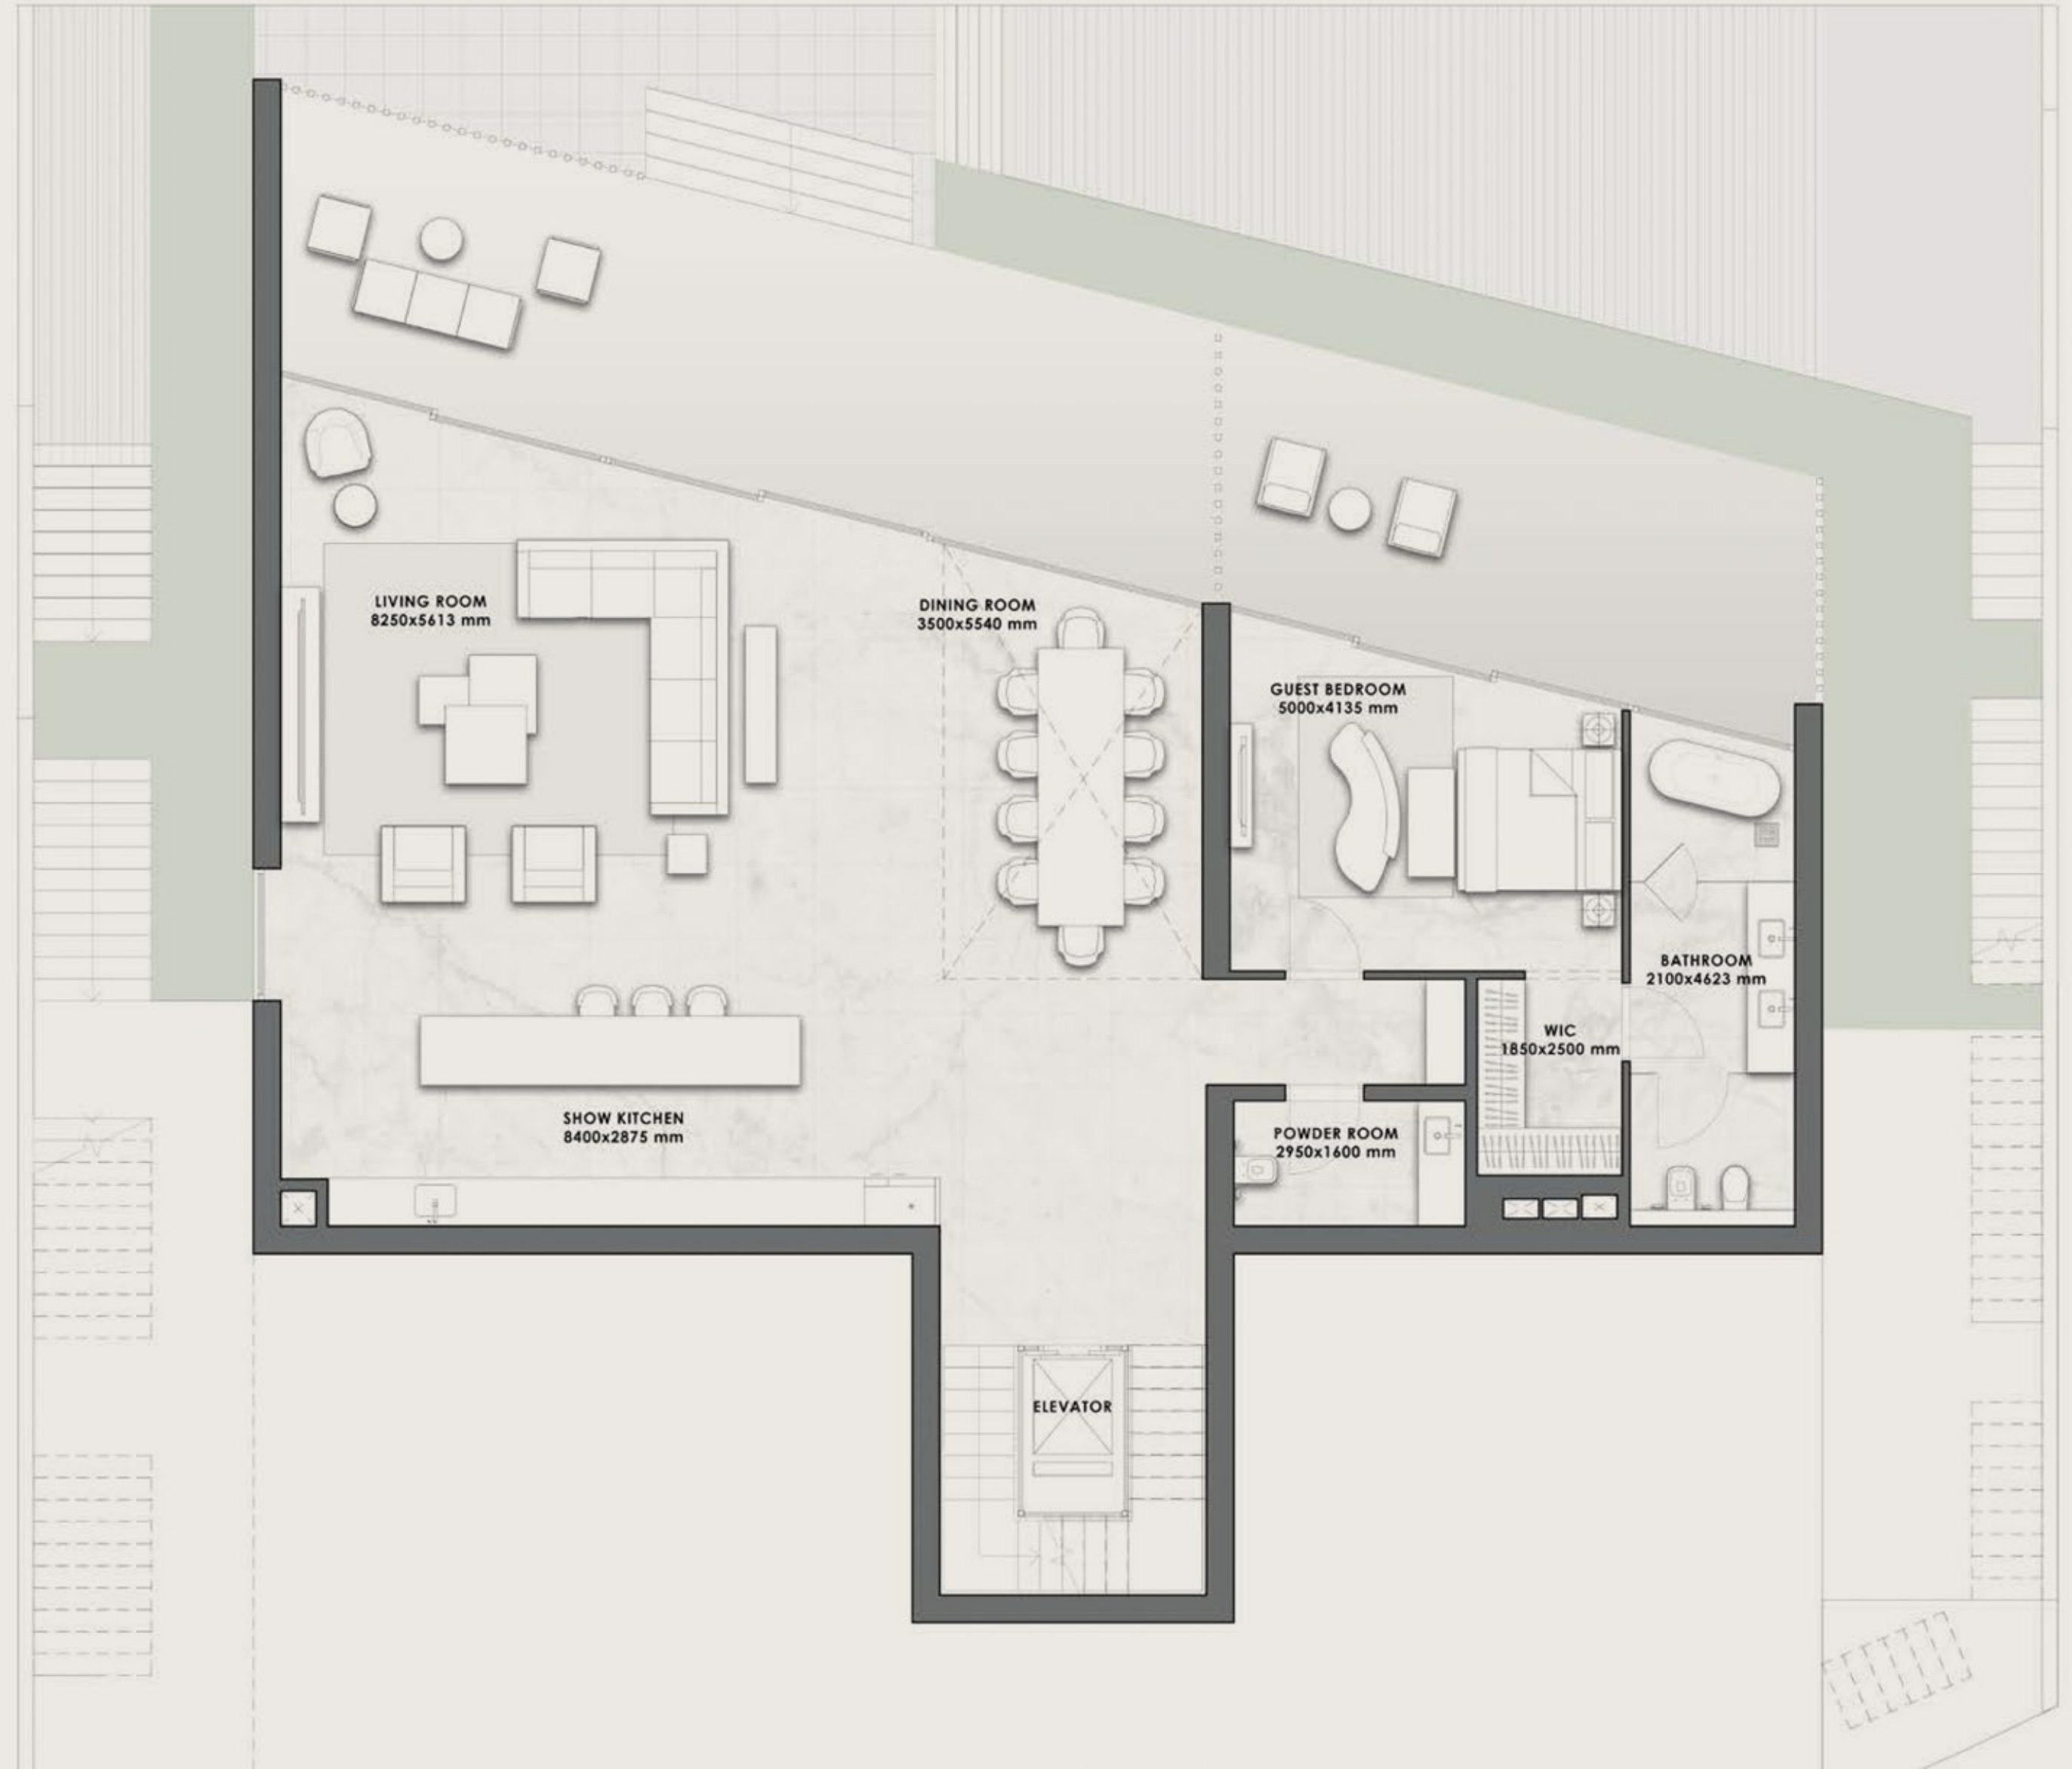 LIVING ROOM
8250x5613 mm
DINING ROOM
3500x5540 mm
GUEST BEDROOM
5000x4135 mm
BATHROOM
2100x4623 mm
WIC
1850x2500 mm
SHOW KITCHEN
8400x2875 mm
POWDER ROOM
2950x1600 mm
ELEVATOR